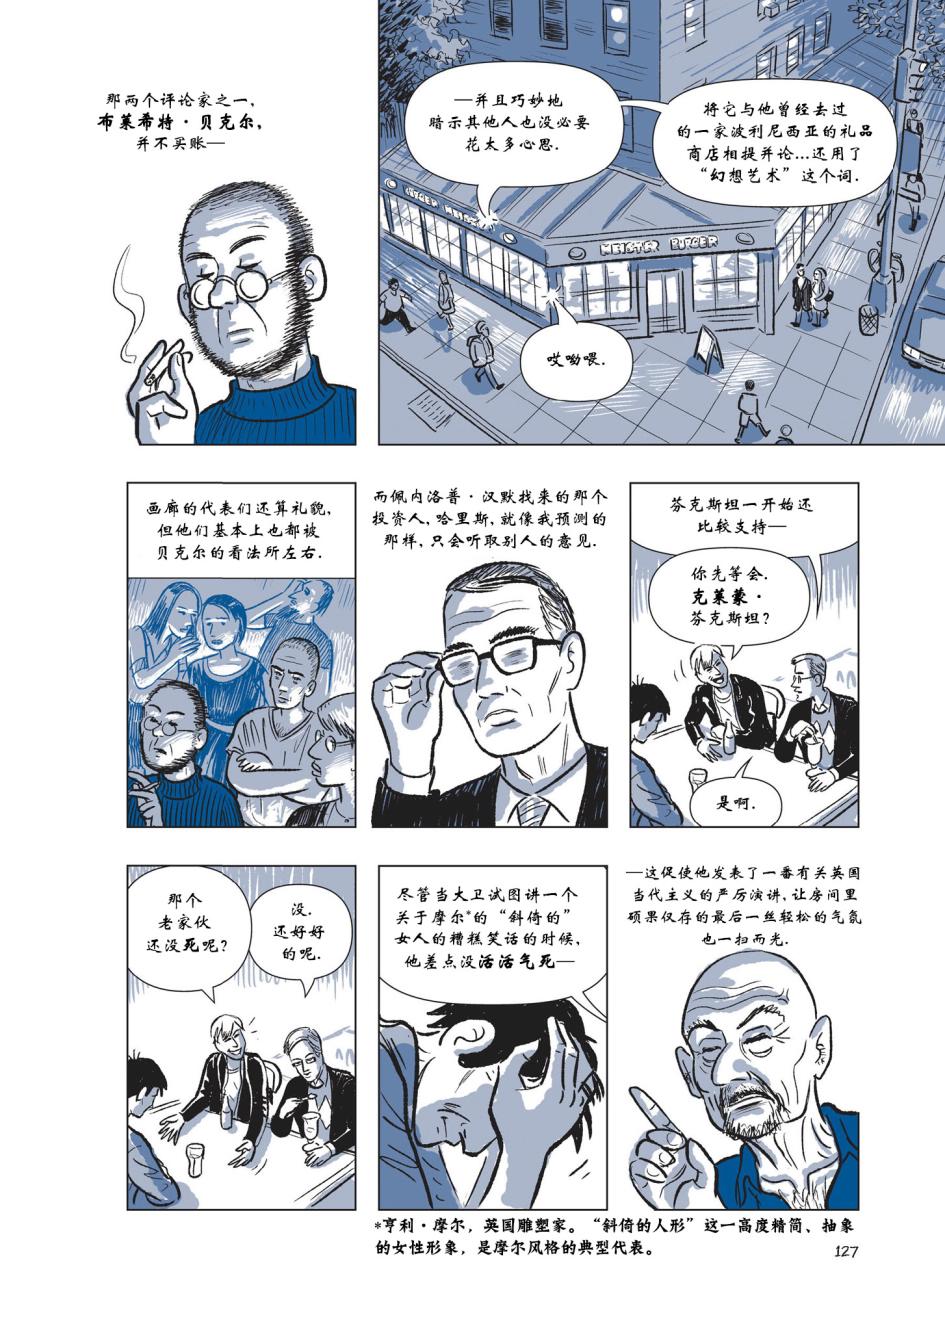 那两个评论家之一,
布莱希特·贝克尔,
并不买账—
—并且巧妙地
暗示其他人也没必要
花太多心思.
将它与他曾经去过
的一家波利尼西亚的礼品
商店相提并论...还用了
“幻想艺术”这个词.
MEISTER BURGER
哎呦喂.
画廊的代表们还算礼貌,
但他们基本上也都被
贝克尔的看法所左右.
而佩内洛普·汉默找来的那个
投资人,哈里斯,就像我预测的
那样,只会听取别人的意见.
芬克斯坦一开始还
比较支持—
你先等会.
克莱蒙·
芬克斯坦?
是啊.
那个
老家伙
还没死呢?
没.
还好好
的呢.
尽管当大卫试图讲一个
关于摩尔*的“斜倚的”
女人的糟糕笑话的时候,
他差点没活活气死—
—这促使他发表了一番有关英国
当代主义的严厉演讲,让房间里
硕果仅存的最后一丝轻松的气氛
也一扫而光.
*亨利·摩尔，英国雕塑家。“斜倚的人形”这一高度精简、抽象
的女性形象，是摩尔风格的典型代表。
127